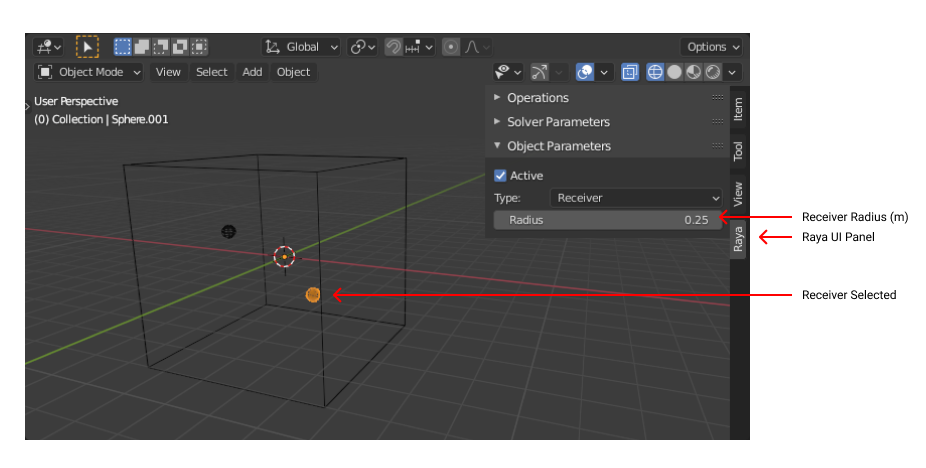 Global
Options
Object Mode
View
Select
Add
Object
User Perspective
(0) Collection | Sphere.001
Operations
Solver Parameters
Object Parameters
Active
Type:
Receiver
Radius
0.25
Item
Tool
View
Raya
Receiver Radius (m)
Raya UI Panel
Receiver Selected